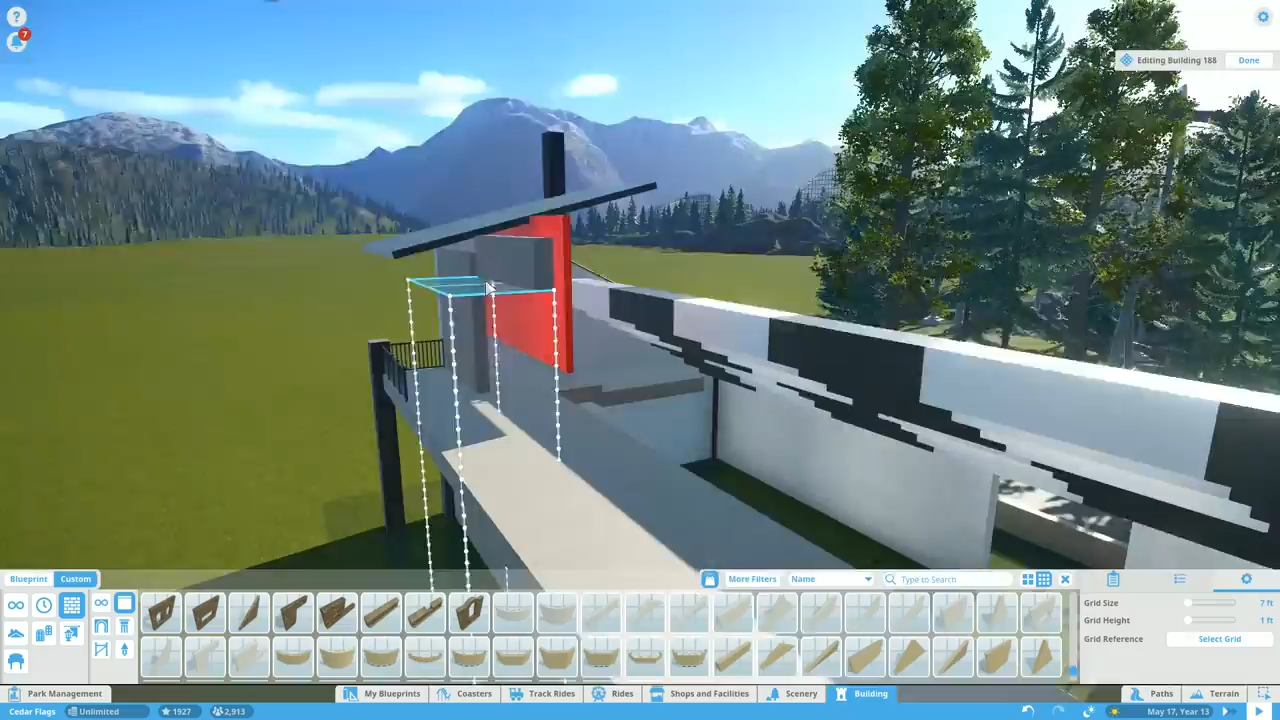 ?
7
Editing Building 188 Done
Blueprint Custom More Filters Name Type to Search
Grid Size 7 ft
Grid Height 1 ft
Grid Reference Select Grid
Park Management My Blueprints Coasters Track Rides Rides Shops and Facilities Scenery Building Paths Terrain
Cedar Flags Unlimited 1927 2,913 May 17, Year 13